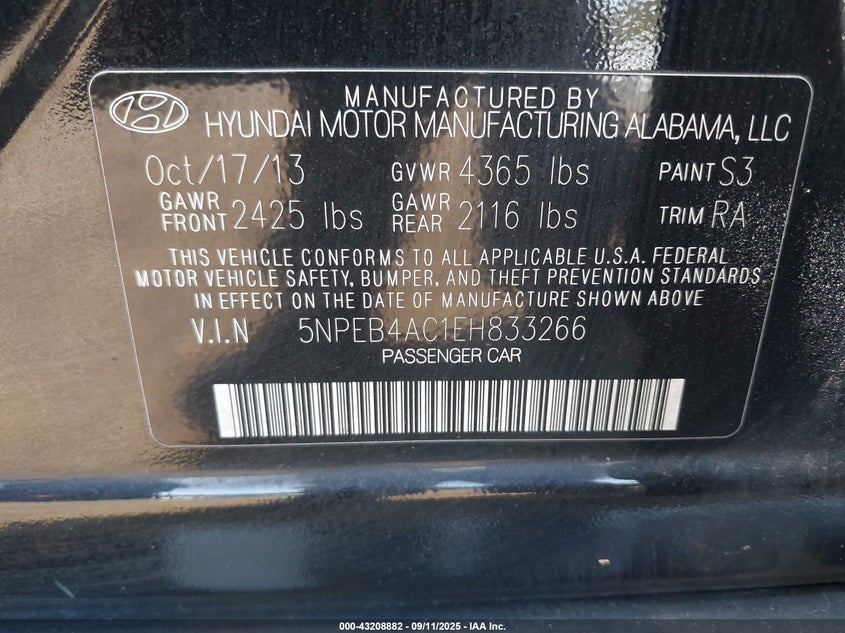 MANUFACTURED BY
HYUNDAI MOTOR MANUFACTURING ALABAMA, LLC
Oct/17/13 GVWR 4365 lbs PAINT S3
GAWR FRONT 2425 lbs GAWR REAR 2116 lbs TRIM RA
THIS VEHICLE CONFORMS TO ALL APPLICABLE U.S.A. FEDERAL
MOTOR VEHICLE SAFETY, BUMPER, AND THEFT PREVENTION STANDARDS
IN EFFECT ON THE DATE OF MANUFACTURE SHOWN ABOVE
V.I.N 5NPEB4AC1EH833266
PASSENGER CAR
000-43208882 - 09/11/2025 - IAA Inc.